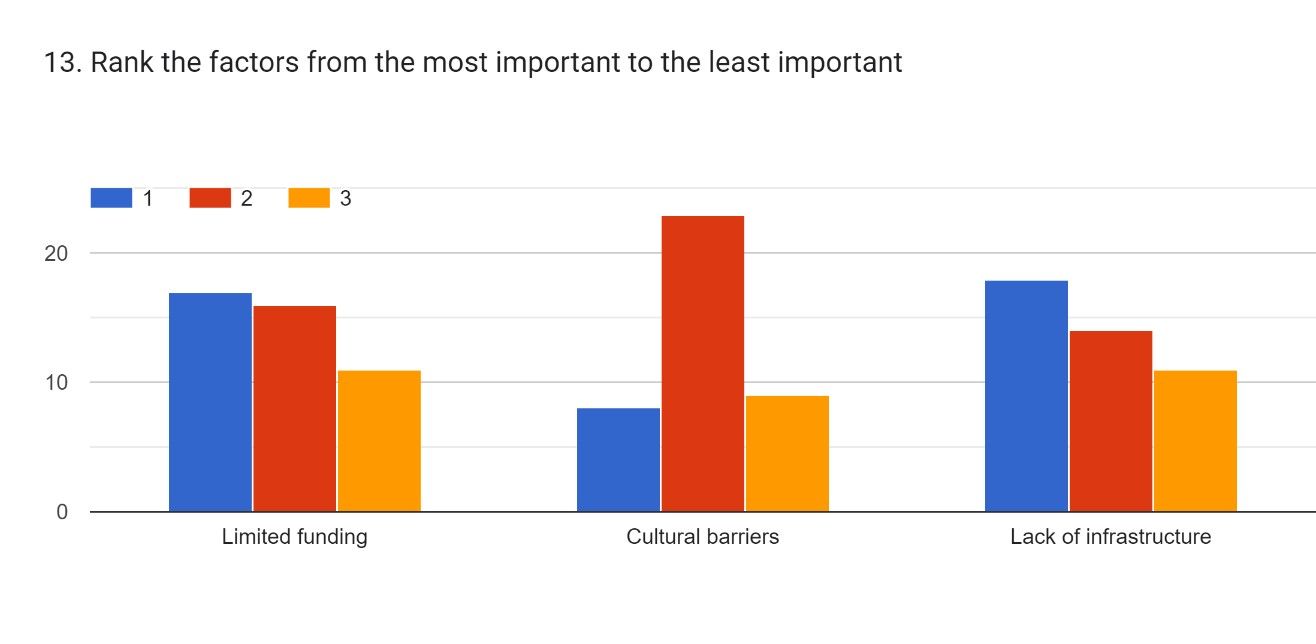 13. Rank the factors from the most important to the least important
1 2 3
20
10
0
Limited funding Cultural barriers Lack of infrastructure